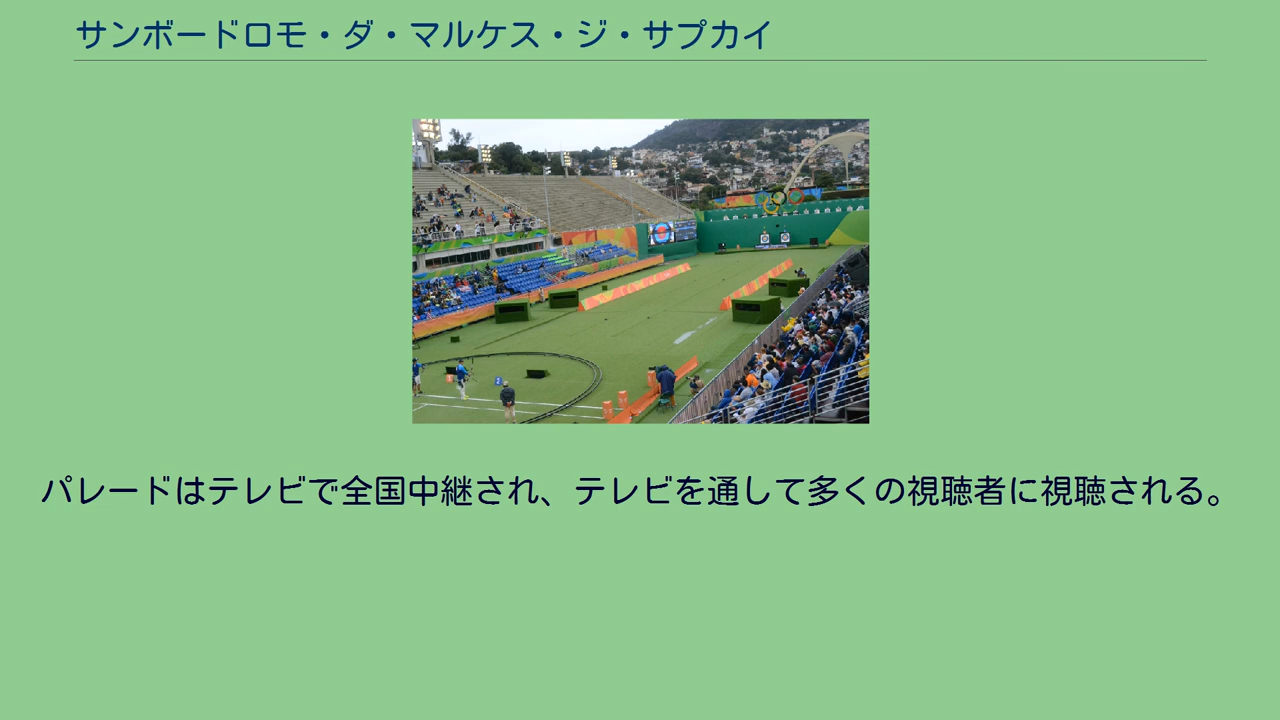 サンボードロモ・ダ・マルケス・ジ・サプカイ
パレードはテレビで全国中継され、テレビを通して多くの視聴者に視聴される。